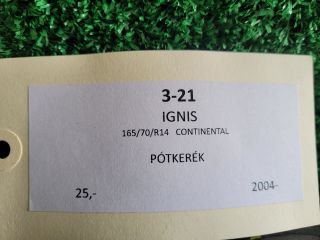 3-21
IGNIS
165/70/R14 CONTINENTAL
PÓTKERÉK
25,- 2004-